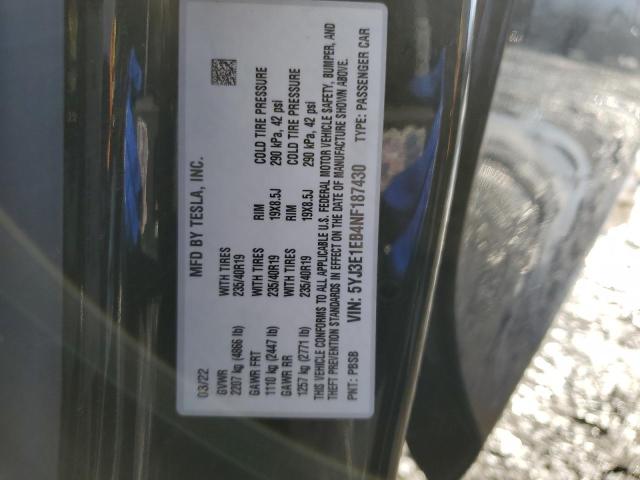 MFD BY TESLA, INC.
03/22
GVWR WITH TIRES RIM COLD TIRE PRESSURE
2207 kg (4866 lb) 235/40R19 19X8.5J 290 kPa, 42 psi
GAWR FRT WITH TIRES RIM COLD TIRE PRESSURE
1110 kg (2447 lb) 235/40R19 19X8.5J 290 kPa, 42 psi
GAWR RR WITH TIRES
1257 kg (2771 lb) 235/40R19
THIS VEHICLE CONFORMS TO ALL APPLICABLE U.S. FEDERAL MOTOR VEHICLE SAFETY, BUMPER, AND
THEFT PREVENTION STANDARDS IN EFFECT ON THE DATE OF MANUFACTURE SHOWN ABOVE.
PNT: PBSB VIN: 5YJ3E1EB4NF187430 TYPE: PASSENGER CAR